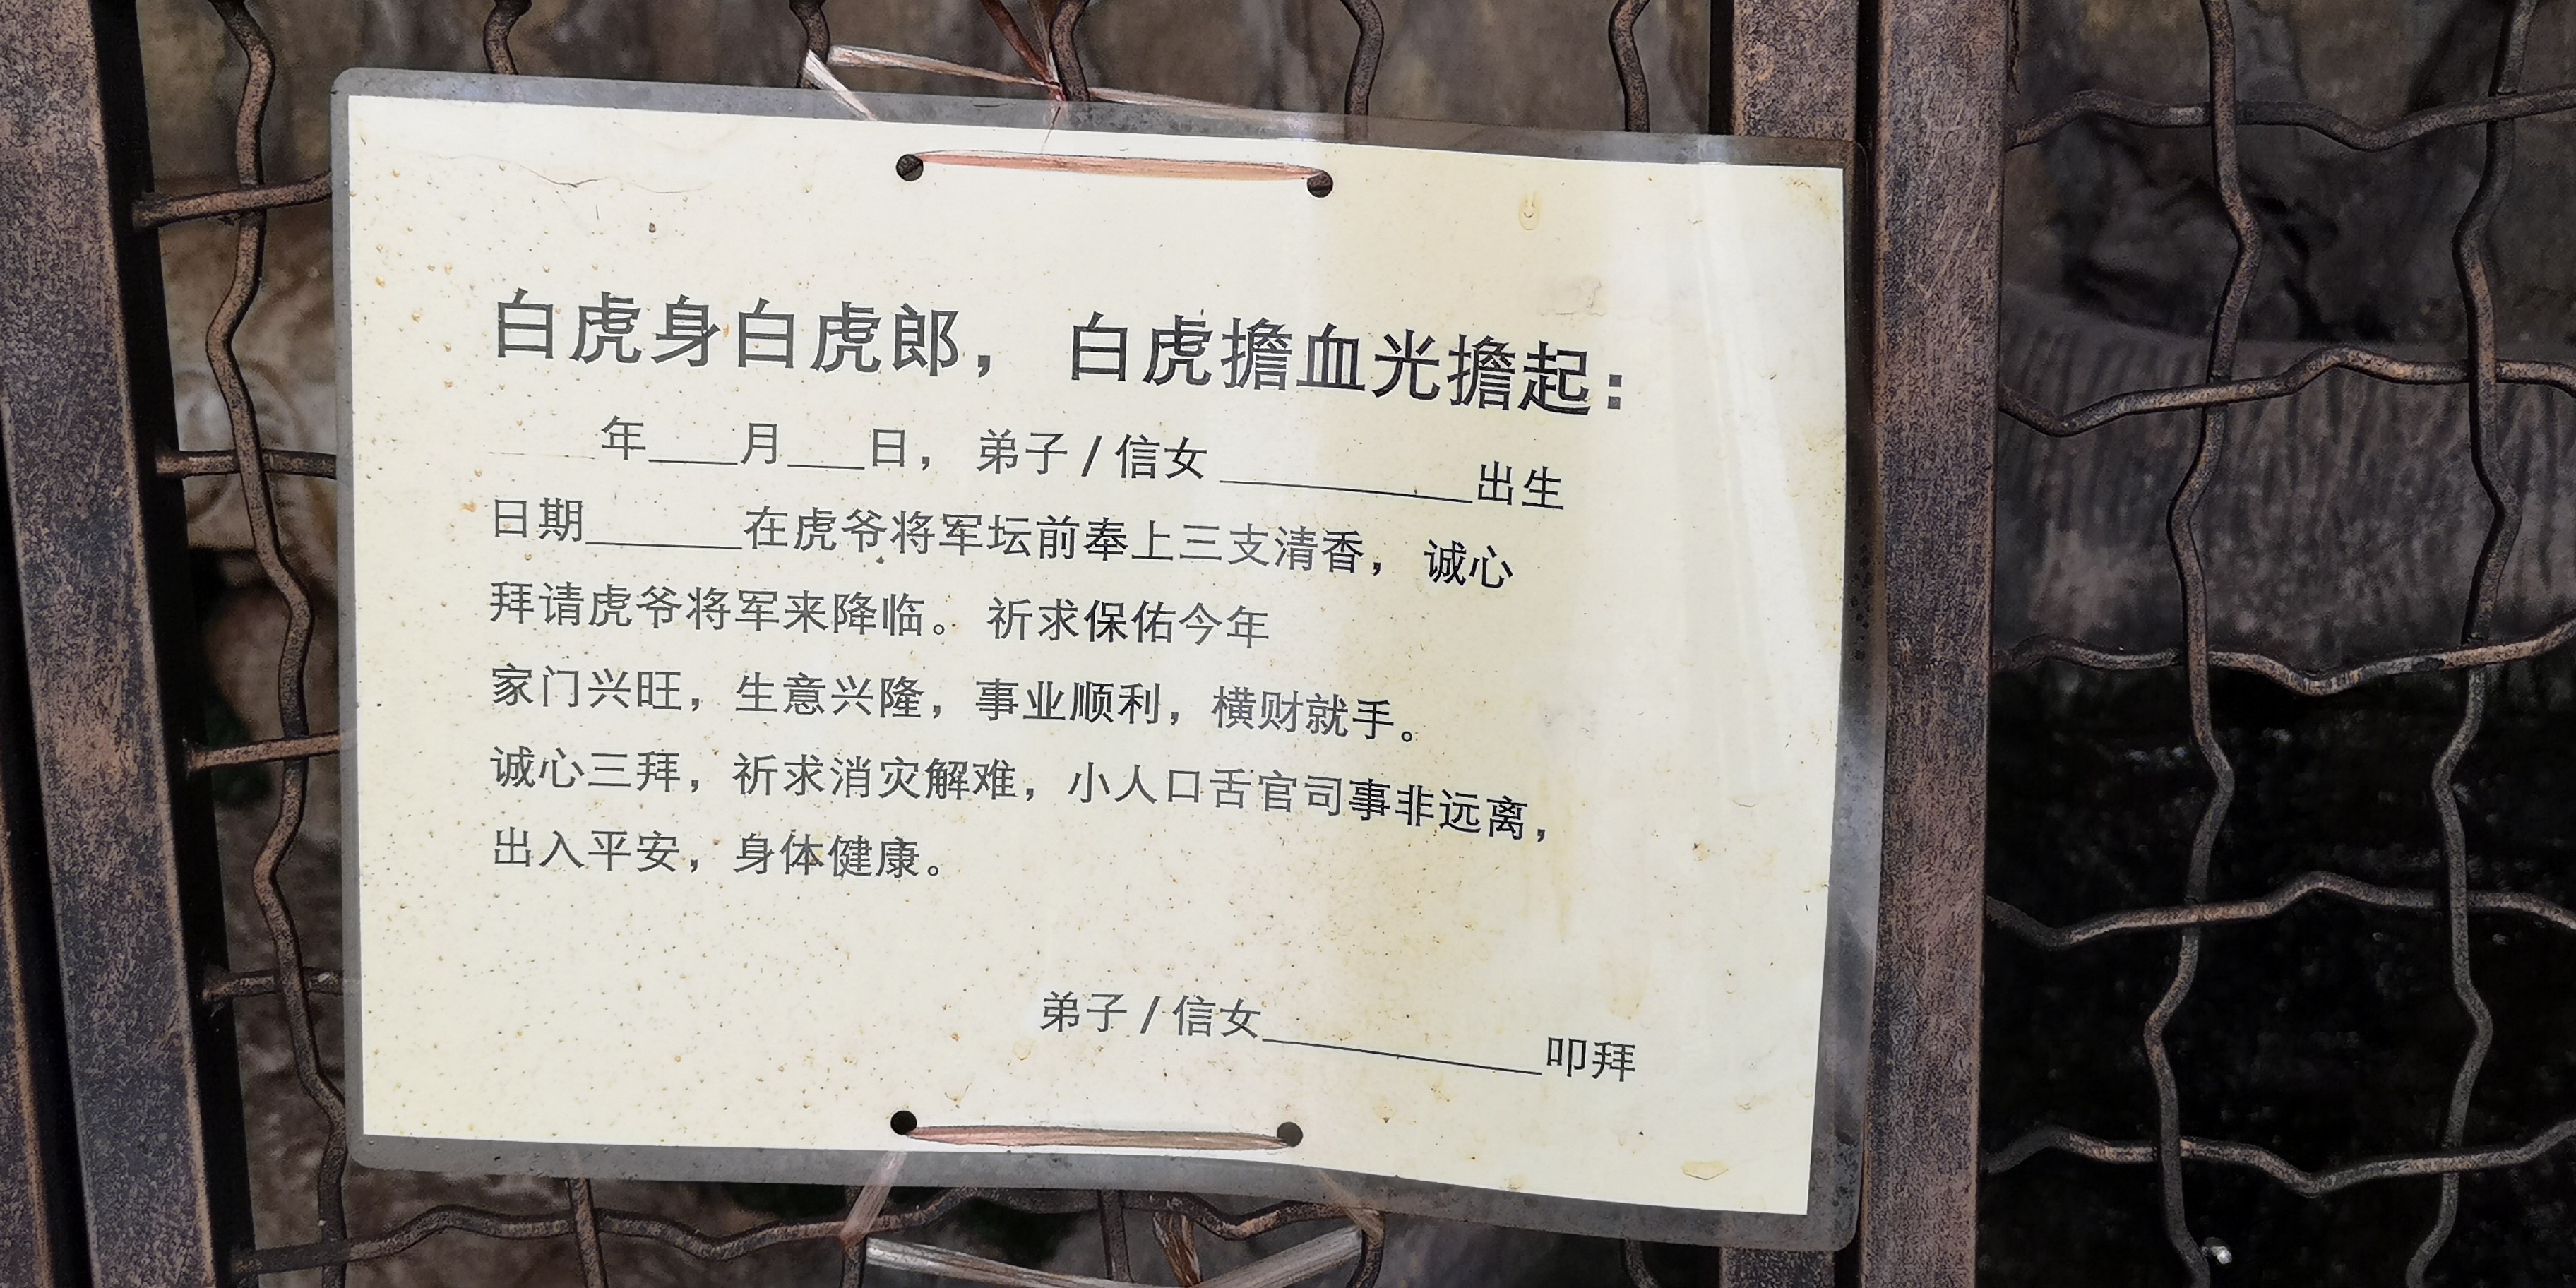 白虎身白虎郎， 白虎擔血光擔起：
____年____月___日，弟子/信女__________出生
日期______在虎爷将军坛前奉上三支清香， 诚心
拜请虎爷将军来降临。祈求保佑今年
家门兴旺，生意兴隆，事业顺利，横财就手。
诚心三拜，祈求消灾解难，小人口舌官司事非远离，
出入平安，身体健康。
弟子/信女___________叩拜